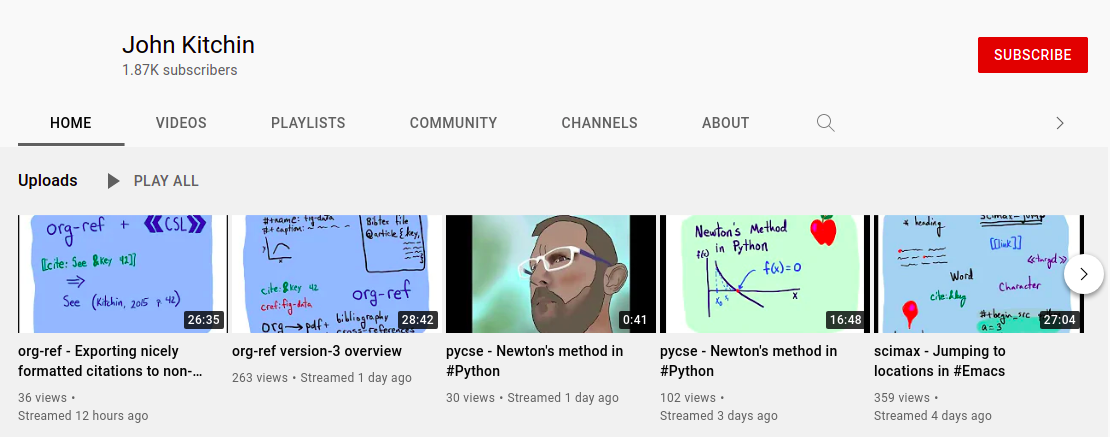 John Kitchin
1.87K subscribers
SUBSCRIBE
HOME VIDEOS PLAYLISTS COMMUNITY CHANNELS ABOUT
Uploads PLAY ALL
org-ref + CSL
[[cite: See &key 42]]
⇒
See (Kitchin, 2015 p 42)
26:35
#+name: fig-data
#+caption:
Bibtex file
@article{key,
cite:&key 42
cref:fig-data
org-ref
org → pdf + bibliography
cross-references
28:42
0:41
Newton's Method
in Python
f(x)
f(x)=0
x
16:48
* heading
scimax-jump
[[link]]
<<target>>
Word
Character
cite:&key
#+begin_src
a=3
27:04
org-ref - Exporting nicely
formatted citations to non-...
36 views •
Streamed 12 hours ago
org-ref version-3 overview
263 views • Streamed 1 day ago
pycse - Newton's method in
#Python
30 views • Streamed 1 day ago
pycse - Newton's method in
#Python
102 views •
Streamed 3 days ago
scimax - Jumping to
locations in #Emacs
359 views •
Streamed 4 days ago